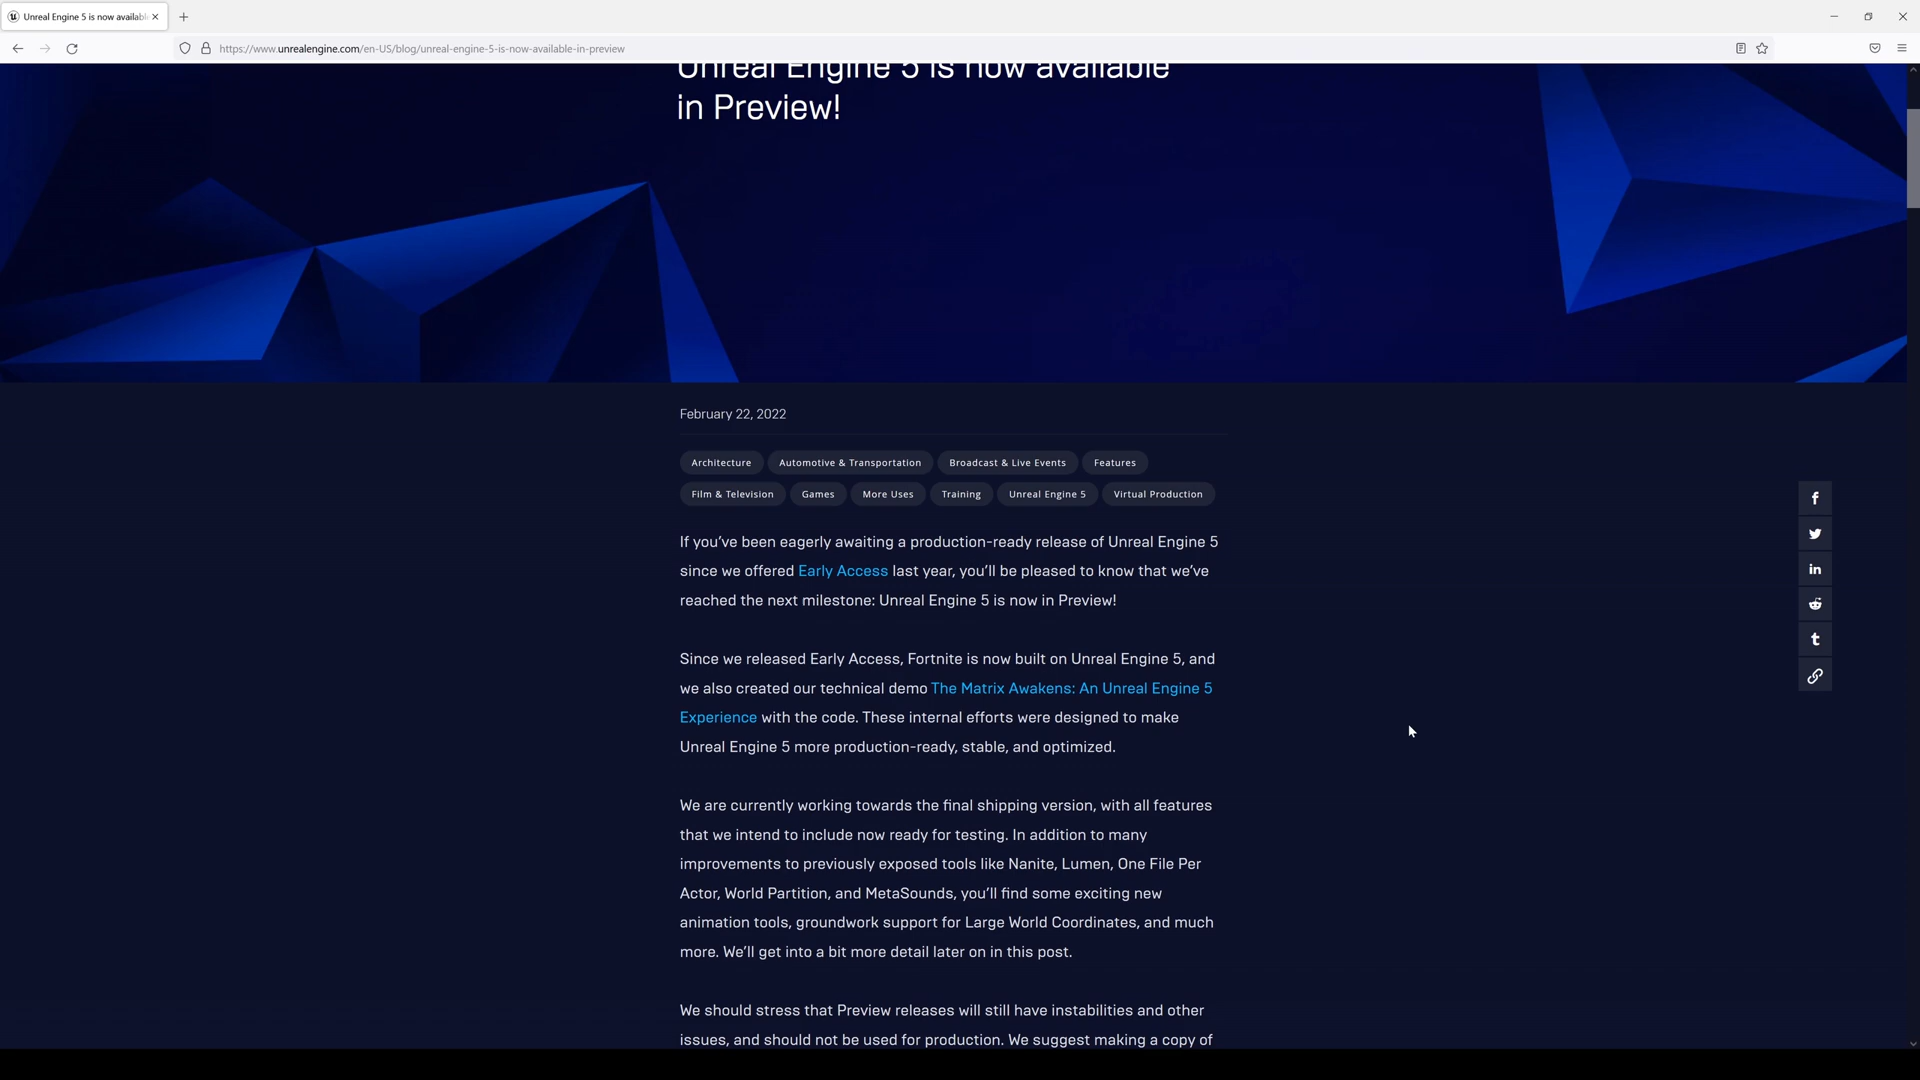 Unreal Engine 5 is now availab
https://www.unrealengine.com/en-US/blog/unreal-engine-5-is-now-available-in-preview
Unreal Engine 5 is now available
in Preview!
February 22, 2022
Architecture Automotive & Transportation Broadcast & Live Events Features
Film & Television Games More Uses Training Unreal Engine 5 Virtual Production
If you’ve been eagerly awaiting a production-ready release of Unreal Engine 5
since we offered Early Access last year, you’ll be pleased to know that we’ve
reached the next milestone: Unreal Engine 5 is now in Preview!
Since we released Early Access, Fortnite is now built on Unreal Engine 5, and
we also created our technical demo The Matrix Awakens: An Unreal Engine 5
Experience with the code. These internal efforts were designed to make
Unreal Engine 5 more production-ready, stable, and optimized.
We are currently working towards the final shipping version, with all features
that we intend to include now ready for testing. In addition to many
improvements to previously exposed tools like Nanite, Lumen, One File Per
Actor, World Partition, and MetaSounds, you’ll find some exciting new
animation tools, groundwork support for Large World Coordinates, and much
more. We’ll get into a bit more detail later on in this post.
We should stress that Preview releases will still have instabilities and other
issues, and should not be used for production. We suggest making a copy of